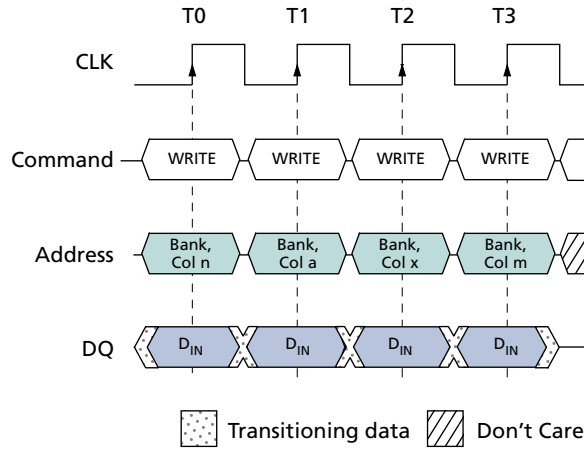 T0 T1 T2 T3
CLK
Command WRITE WRITE WRITE WRITE
Address Bank, Col n Bank, Col a Bank, Col x Bank, Col m
DQ DIN DIN DIN DIN
Transitioning data Don't Care